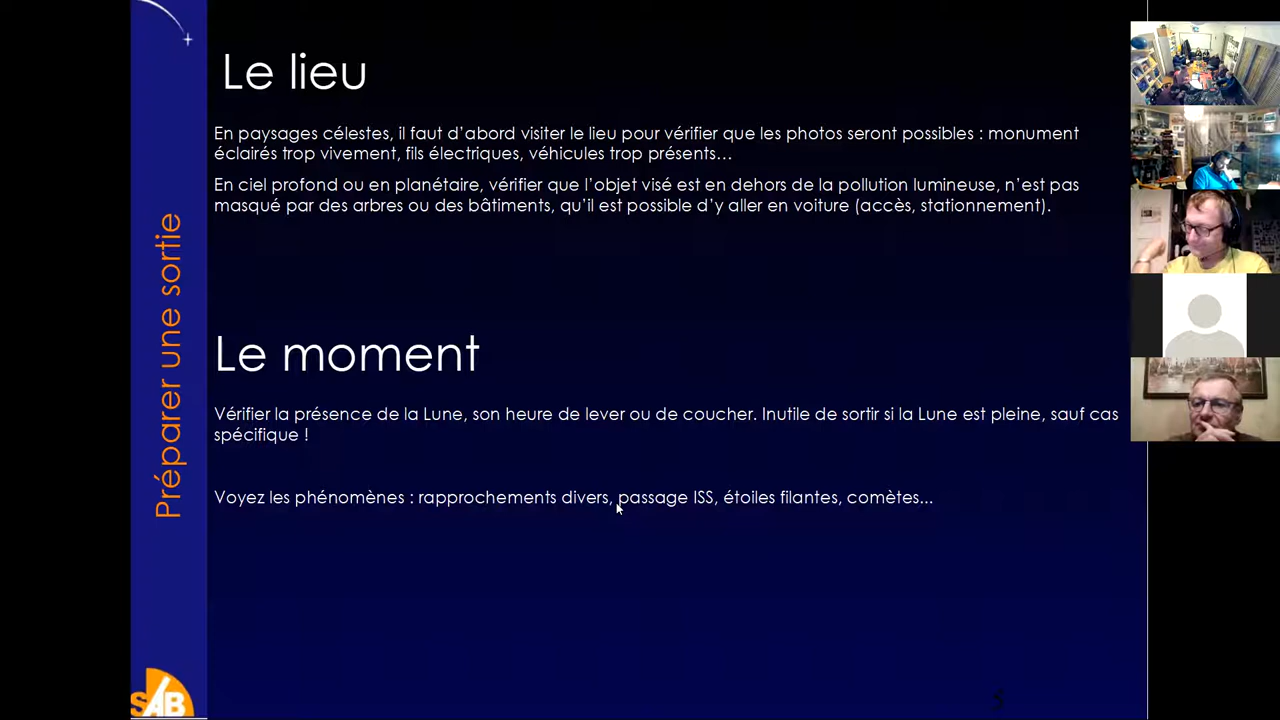 Le lieu
En paysages célestes, il faut d’abord visiter le lieu pour vérifier que les photos seront possibles : monument
éclairés trop vivement, fils électriques, véhicules trop présents…
En ciel profond ou en planétaire, vérifier que l’objet visé est en dehors de la pollution lumineuse, n’est pas
masqué par des arbres ou des bâtiments, qu’il est possible d’y aller en voiture (accès, stationnement).
Préparer une sortie
Le moment
Vérifier la présence de la Lune, son heure de lever ou de coucher. Inutile de sortir si la Lune est pleine, sauf cas
spécifique !
Voyez les phénomènes : rapprochements divers, passage ISS, étoiles filantes, comètes...
SAB
5